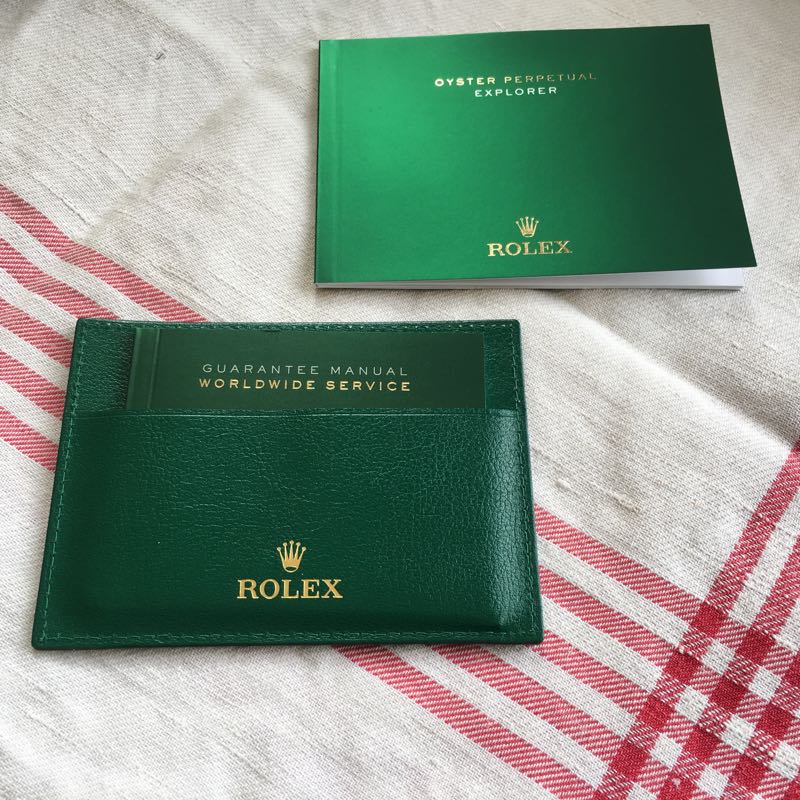 OYSTER PERPETUAL
EXPLORER
ROLEX
GUARANTEE MANUAL
WORLDWIDE SERVICE
ROLEX